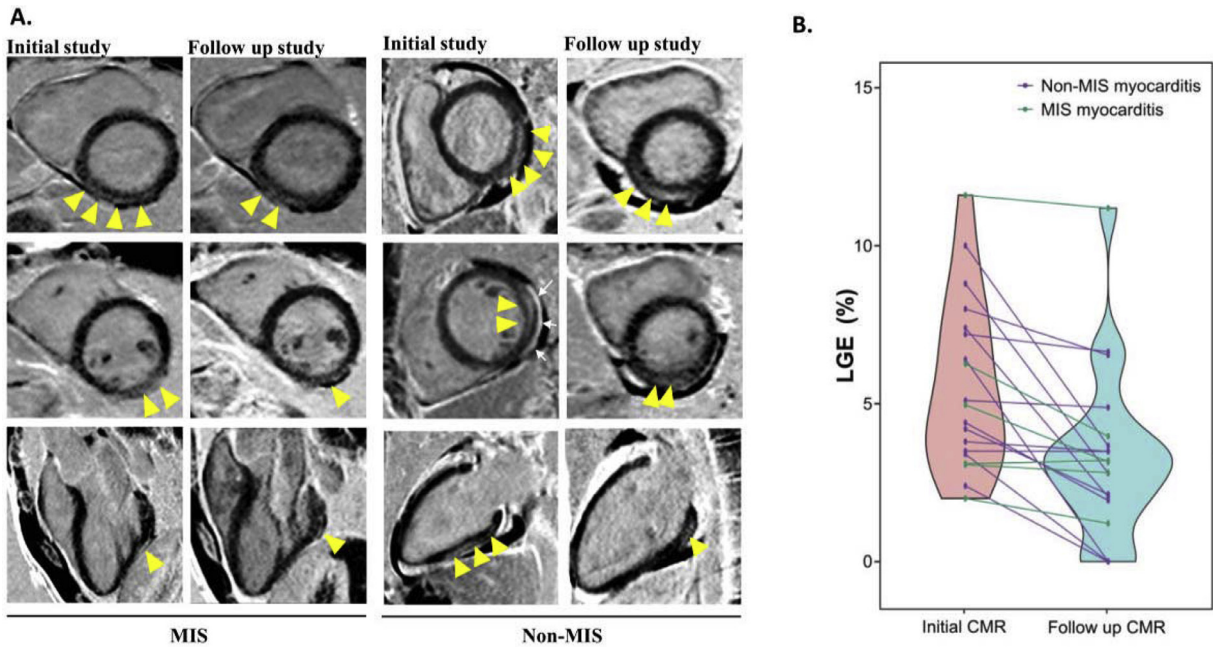 A.
Initial study
Follow up study
Initial study
Follow up study
MIS
Non-MIS
B.
Non-MIS myocarditis
MIS myocarditis
15
10
5
0
LGE (%)
Initial CMR
Follow up CMR